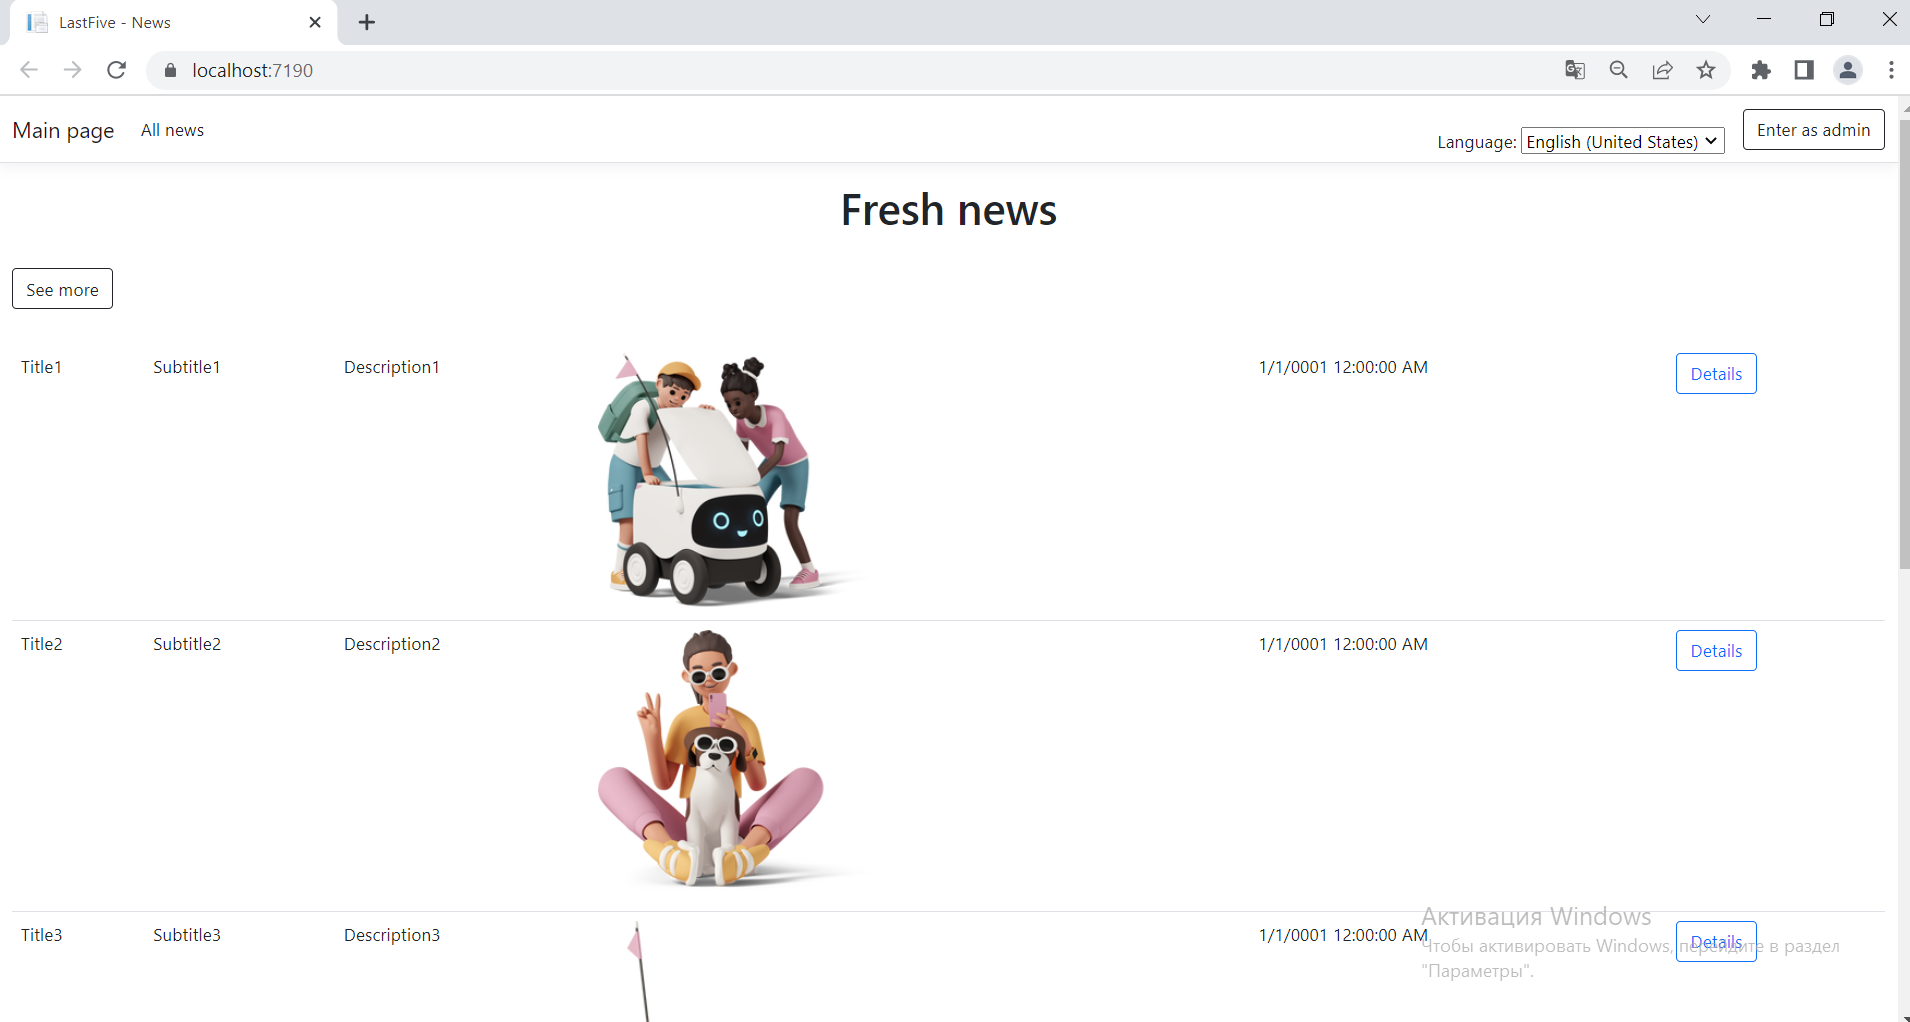 LastFive - News
localhost:7190
Main page All news Language: English (United States) Enter as admin
Fresh news
See more
Title1 Subtitle1 Description1 1/1/0001 12:00:00 AM Details
Title2 Subtitle2 Description2 1/1/0001 12:00:00 AM Details
Title3 Subtitle3 Description3 1/1/0001 12:00:00 AM Details
Активация Windows
Чтобы активировать Windows, перейдите в раздел
"Параметры".